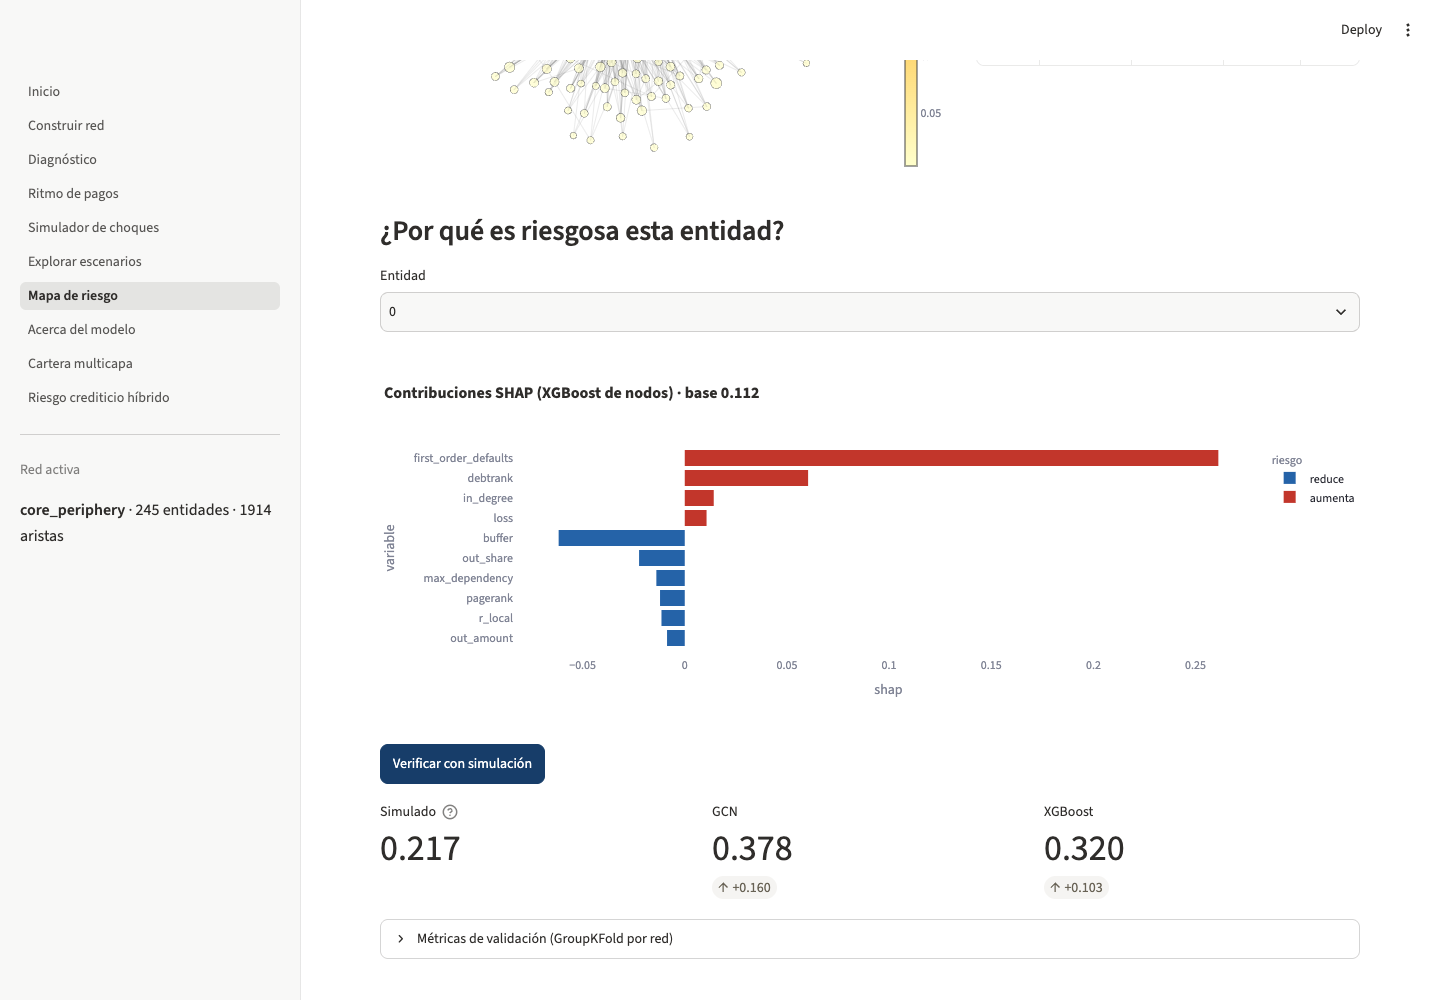 Deploy
Inicio
Construir red
Diagnóstico
Ritmo de pagos
Simulador de choques
Explorar escenarios
Mapa de riesgo
Acerca del modelo
Cartera multicapa
Riesgo crediticio híbrido
Red activa
core_periphery · 245 entidades · 1914
aristas
0.05
¿Por qué es riesgosa esta entidad?
Entidad
0
Contribuciones SHAP (XGBoost de nodos) · base 0.112
variable
first_order_defaults
debtrank
in_degree
loss
buffer
out_share
max_dependency
pagerank
r_local
out_amount
−0.05
0
0.05
0.1
0.15
0.2
0.25
shap
riesgo
reduce
aumenta
Verificar con simulación
Simulado
0.217
GCN
0.378
↑ +0.160
XGBoost
0.320
↑ +0.103
Métricas de validación (GroupKFold por red)